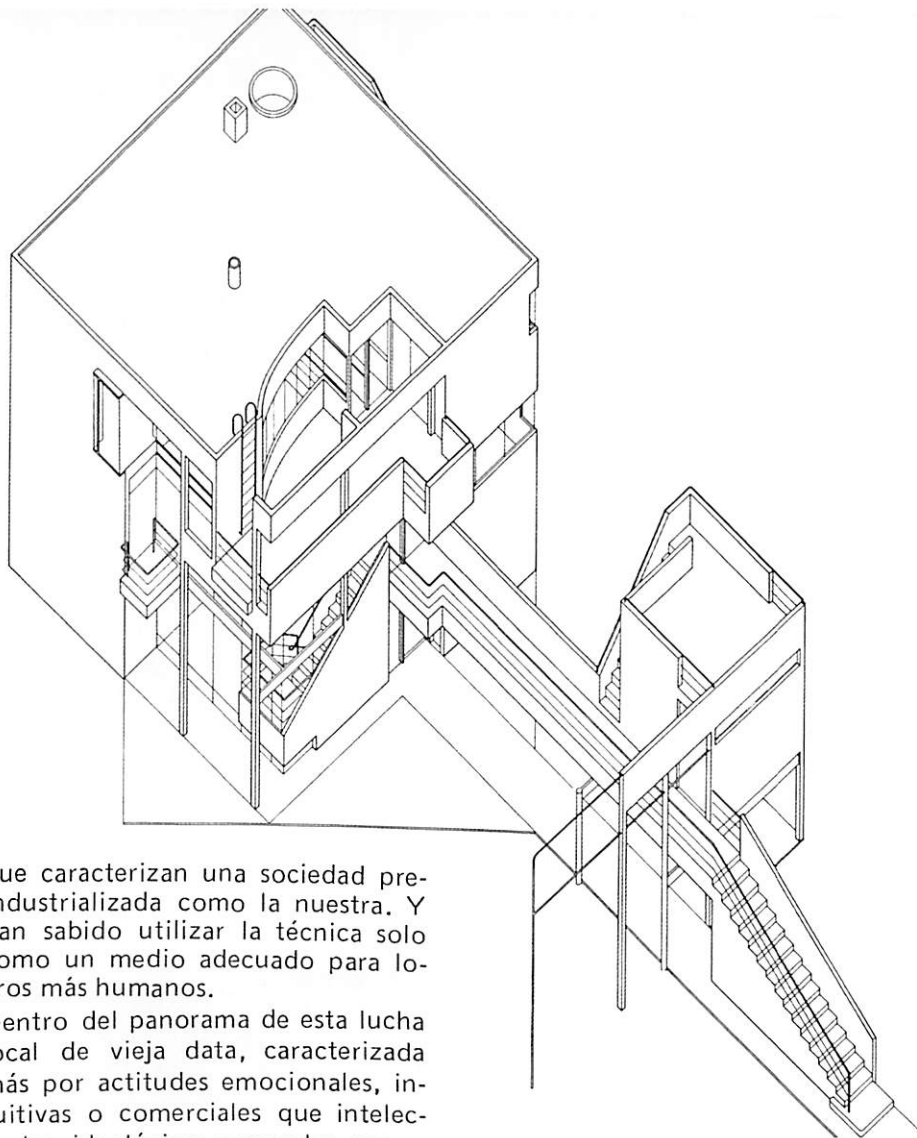 ue caracterizan una sociedad pre-
ndustrializada como la nuestra. Y
an sabido utilizar la técnica solo
omo un medio adecuado para lo-
ros más humanos.
entro del panorama de esta lucha
ocal de vieja data, caracterizada
nás por actitudes emocionales, in-
uitivas o comerciales que intelec-